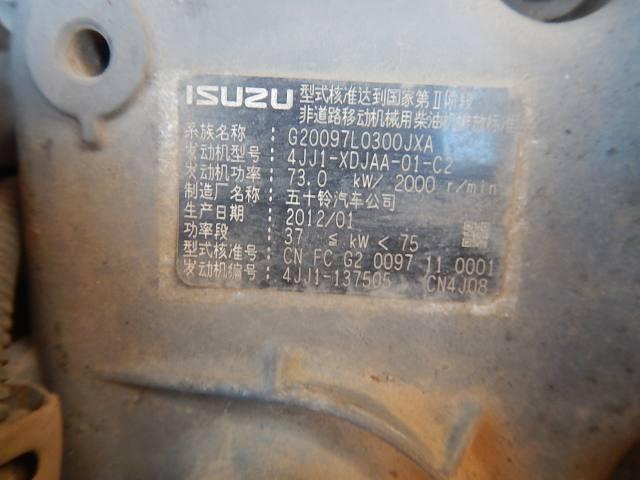 ISUZU 型式核准达到国家第Ⅱ阶段
非道路移动机械用柴油机排放标准
系族名称: G20097L0300JXA
发动机型号: 4JJ1-XDJAA-01-C2
发动机功率: 73.0 kW/ 2000 r/min
制造厂名称: 五十铃汽车公司
生产日期: 2012/01
功率段: 37 ≤ kW < 75
型式核准号: CN FC G2 0097 11 0001
发动机编号: 4JJ1-137505 CN4J08